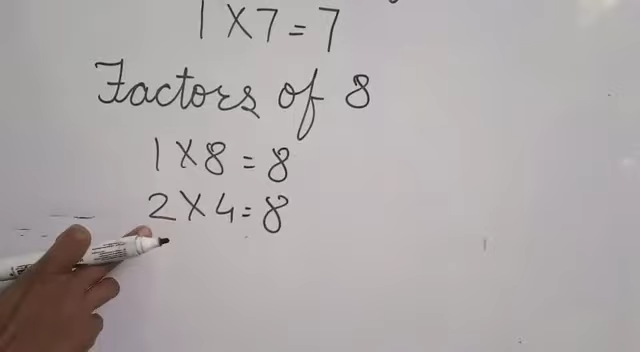 1 X 7 = 7
Factors of 8
1 X 8 = 8
2 X 4 = 8